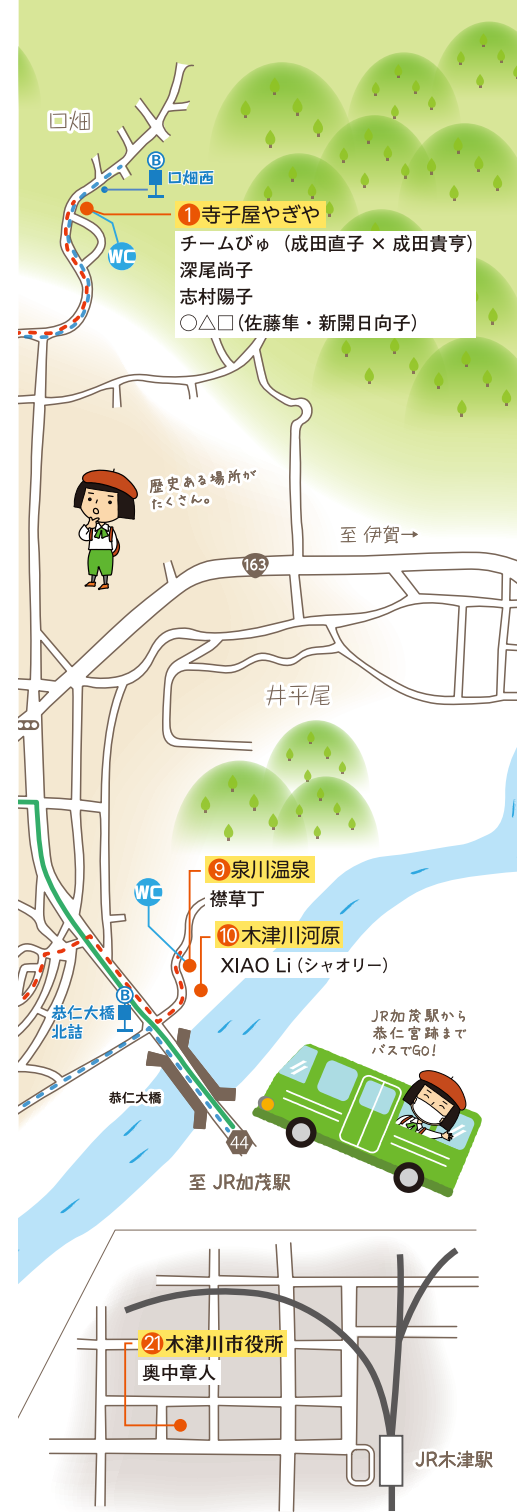 口畑
B
口畑西
1 寺子屋やぎや
WC
チームびゅ（成田直子 × 成田貴亨）
深尾尚子
志村陽子
○△□（佐藤隼・新開日向子）
歴史ある場所が
たくさん。
至 伊賀→
163
井平尾
9 泉川温泉
WC
襟草丁
10 木津川河原
XIAO Li（シャオリー）
B
恭仁大橋
北詰
JR加茂駅から
恭仁宮跡まで
バスでGO！
恭仁大橋
44
至 JR加茂駅
21 木津川市役所
奥中章人
JR木津駅